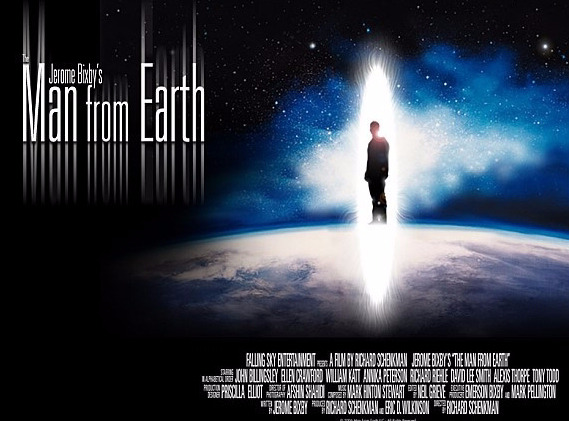 The
Jerome Bixby's
Man from Earth
FALLING SKY ENTERTAINMENT PRESENTS A FILM BY RICHARD SCHENKMAN JEROME BIXBY'S "THE MAN FROM EARTH"
STARRING IN ALPHABETICAL ORDER JOHN BILLINGSLEY ELLEN CRAWFORD WILLIAM KATT ANNIKA PETERSON RICHARD RIEHLE DAVID LEE SMITH ALEXIS THORPE TONY TODD
PRODUCTION DESIGNER PRISCILLA ELLIOT DIRECTOR OF PHOTOGRAPHY AFSHIN SHAHIDI MUSIC COMPOSED BY MARK HINTON STEWART EDITED BY NEIL GRIEVE EXECUTIVE PRODUCERS EMERSON BIXBY AND MARK PELLINGTON
WRITTEN BY JEROME BIXBY PRODUCED BY RICHARD SCHENKMAN AND ERIC D. WILKINSON DIRECTED BY RICHARD SCHENKMAN